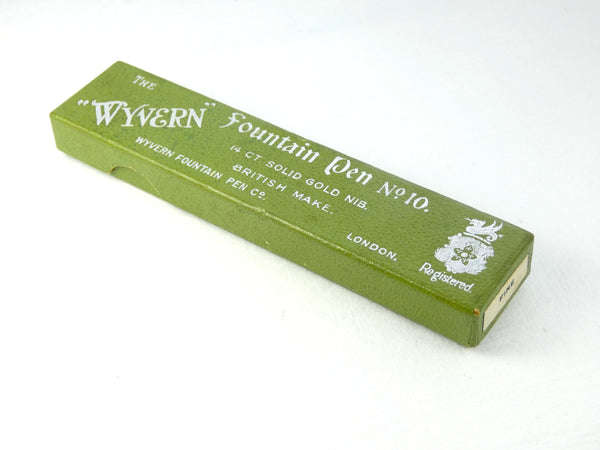 THE
"WYVERN" Fountain Pen No 10.
14 CT SOLID GOLD NIB.
BRITISH MAKE.
WYVERN FOUNTAIN PEN Co.
LONDON.
Registered.
FINE